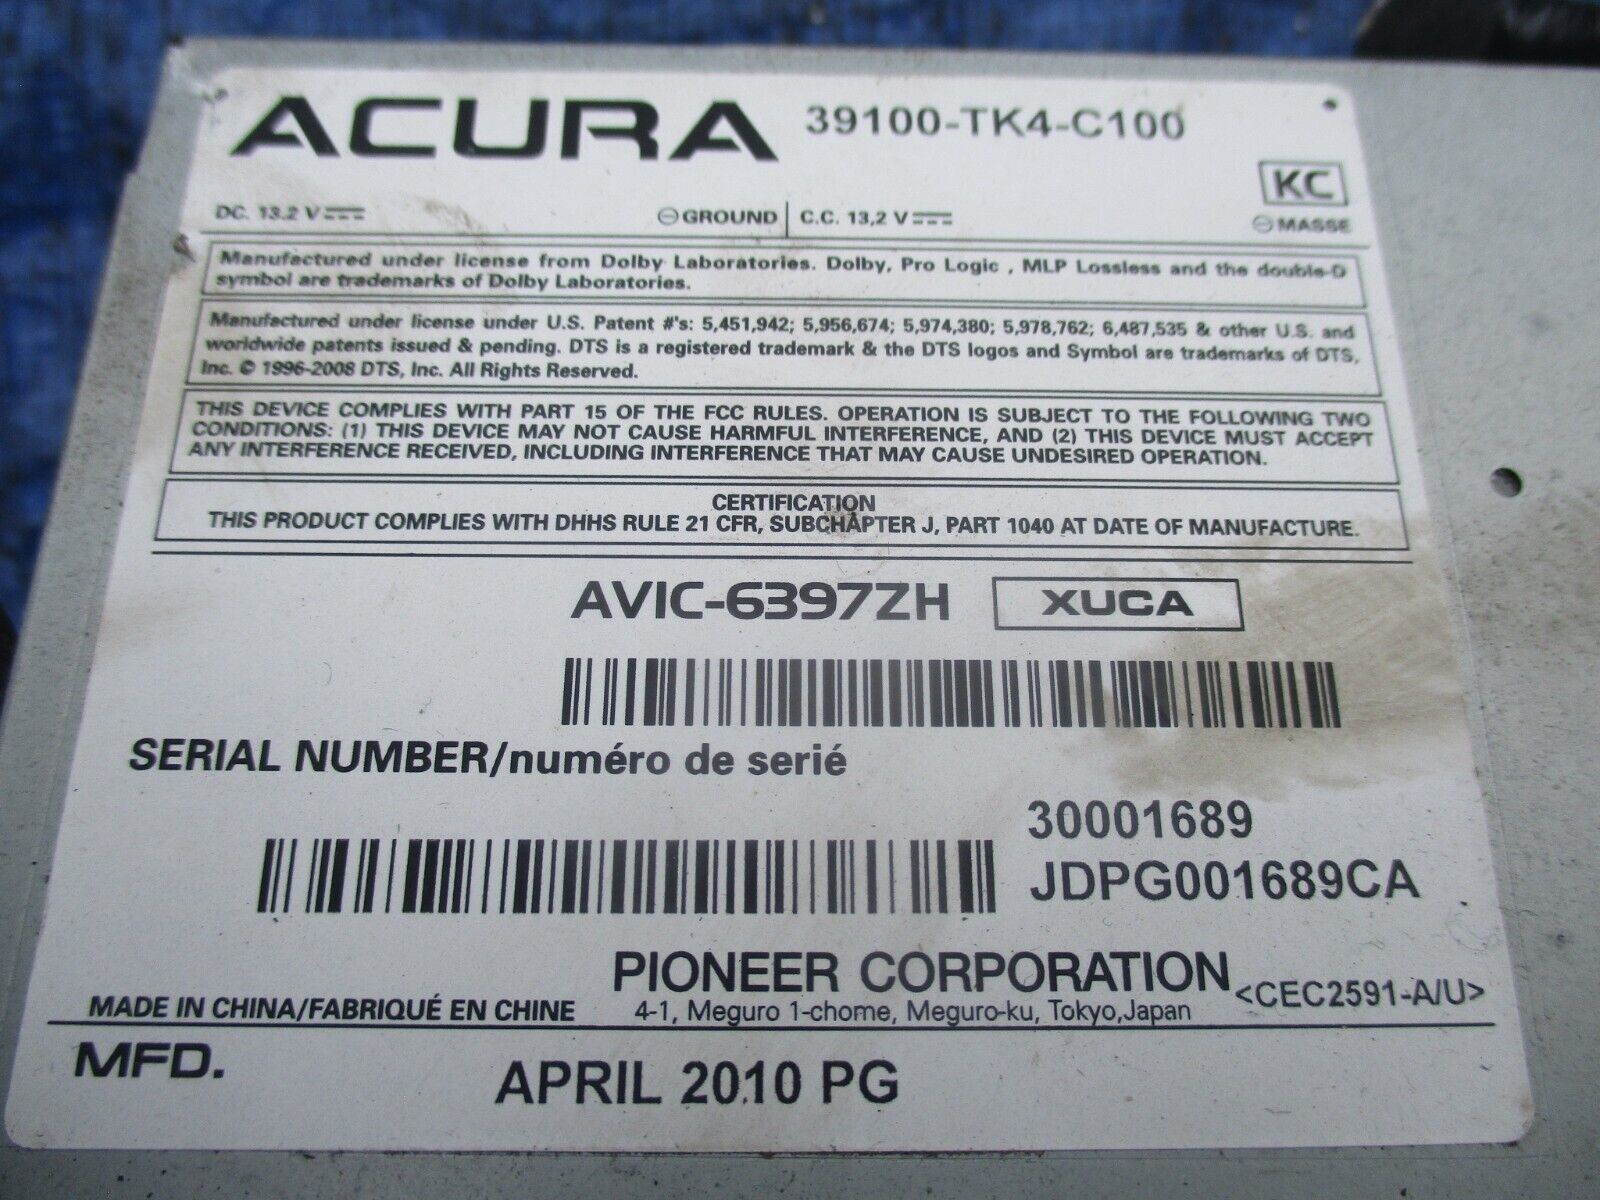 ACURA 39100-TK4-C100
KC
DC. 13.2 V GROUND C.C. 13,2 V MASSE
Manufactured under license from Dolby Laboratories. Dolby, Pro Logic , MLP Lossless and the double-D
symbol are trademarks of Dolby Laboratories.
Manufactured under license under U.S. Patent #'s: 5,451,942; 5,956,674; 5,974,380; 5,978,762; 6,487,535 & other U.S. and
worldwide patents issued & pending. DTS is a registered trademark & the DTS logos and Symbol are trademarks of DTS,
Inc. © 1996-2008 DTS, Inc. All Rights Reserved.
THIS DEVICE COMPLIES WITH PART 15 OF THE FCC RULES. OPERATION IS SUBJECT TO THE FOLLOWING TWO
CONDITIONS: (1) THIS DEVICE MAY NOT CAUSE HARMFUL INTERFERENCE, AND (2) THIS DEVICE MUST ACCEPT
ANY INTERFERENCE RECEIVED, INCLUDING INTERFERENCE THAT MAY CAUSE UNDESIRED OPERATION.
CERTIFICATION
THIS PRODUCT COMPLIES WITH DHHS RULE 21 CFR, SUBCHAPTER J, PART 1040 AT DATE OF MANUFACTURE.
AVIC-6397ZH XUCA
SERIAL NUMBER/numéro de serié
30001689
JDPG001689CA
PIONEER CORPORATION <CEC2591-A/U>
MADE IN CHINA/FABRIQUÉ EN CHINE 4-1, Meguro 1-chome, Meguro-ku, Tokyo,Japan
MFD. APRIL 2010 PG